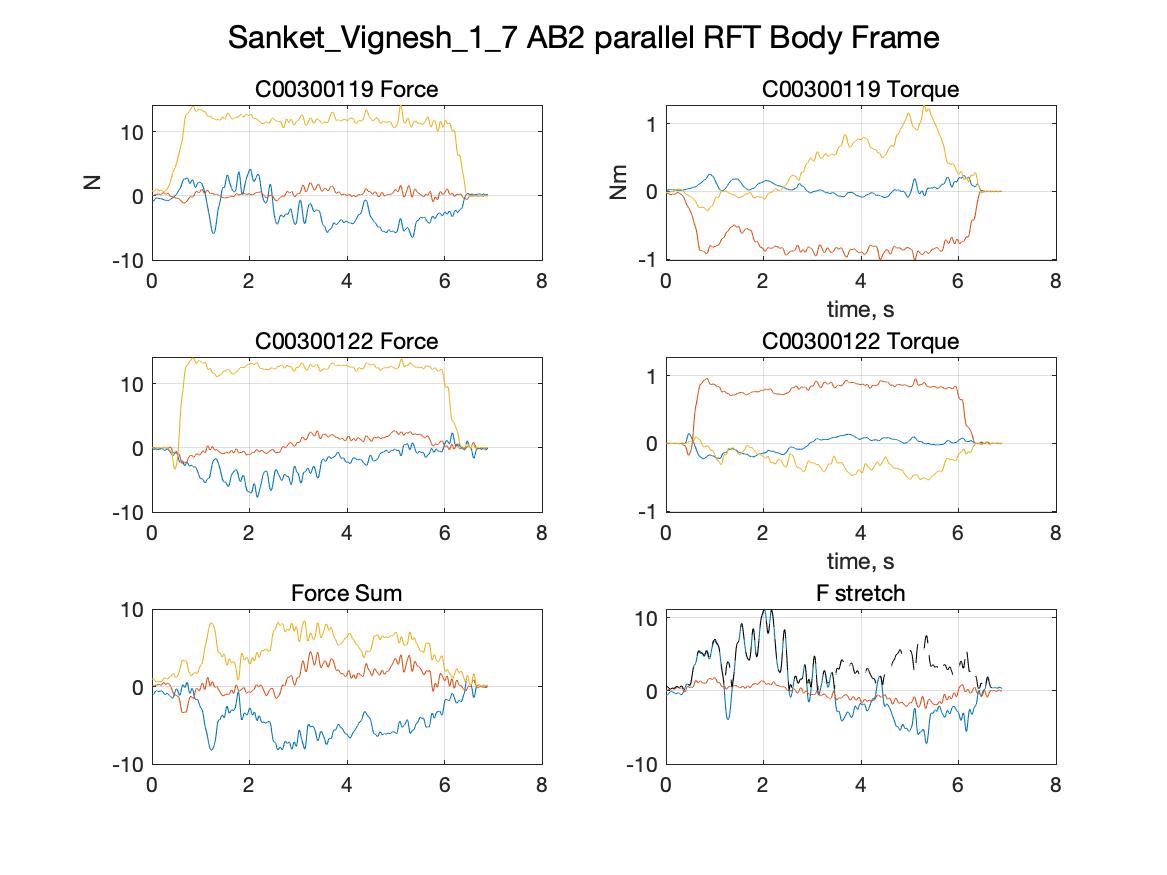 Sanket_Vignesh_1_7 AB2 parallel RFT Body Frame
C00300119 Force
10
0
-10
N
0 2 4 6 8
C00300119 Torque
1
0
-1
Nm
0 2 4 6 8
time, s
C00300122 Force
10
0
-10
0 2 4 6 8
C00300122 Torque
1
0
-1
0 2 4 6 8
time, s
Force Sum
10
0
-10
0 2 4 6 8
F stretch
10
0
-10
0 2 4 6 8